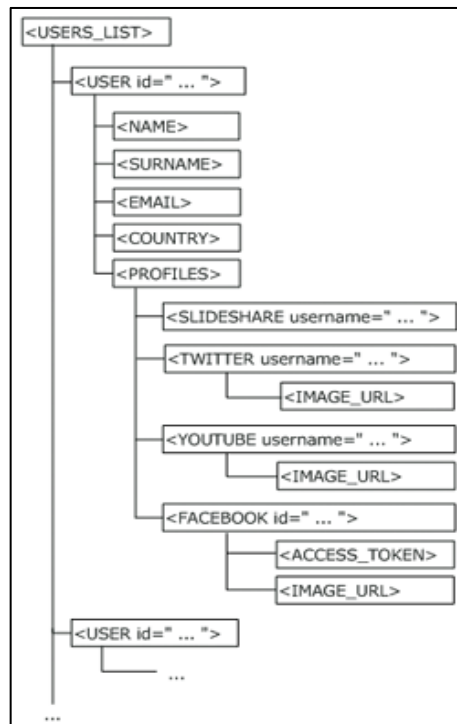 <USERS_LIST>
<USER id=" ... ">
<NAME>
<SURNAME>
<EMAIL>
<COUNTRY>
<PROFILES>
<SLIDESHARE username=" ... ">
<TWITTER username=" ... ">
<IMAGE_URL>
<YOUTUBE username=" ... ">
<IMAGE_URL>
<FACEBOOK id=" ... ">
<ACCESS_TOKEN>
<IMAGE_URL>
<USER id=" ... ">
...
...